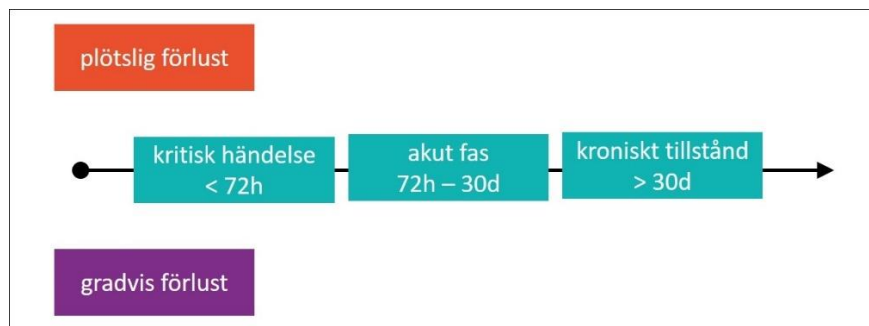 plötslig förlust
kritisk händelse
< 72h
akut fas
72h – 30d
kroniskt tillstånd
> 30d
gradvis förlust